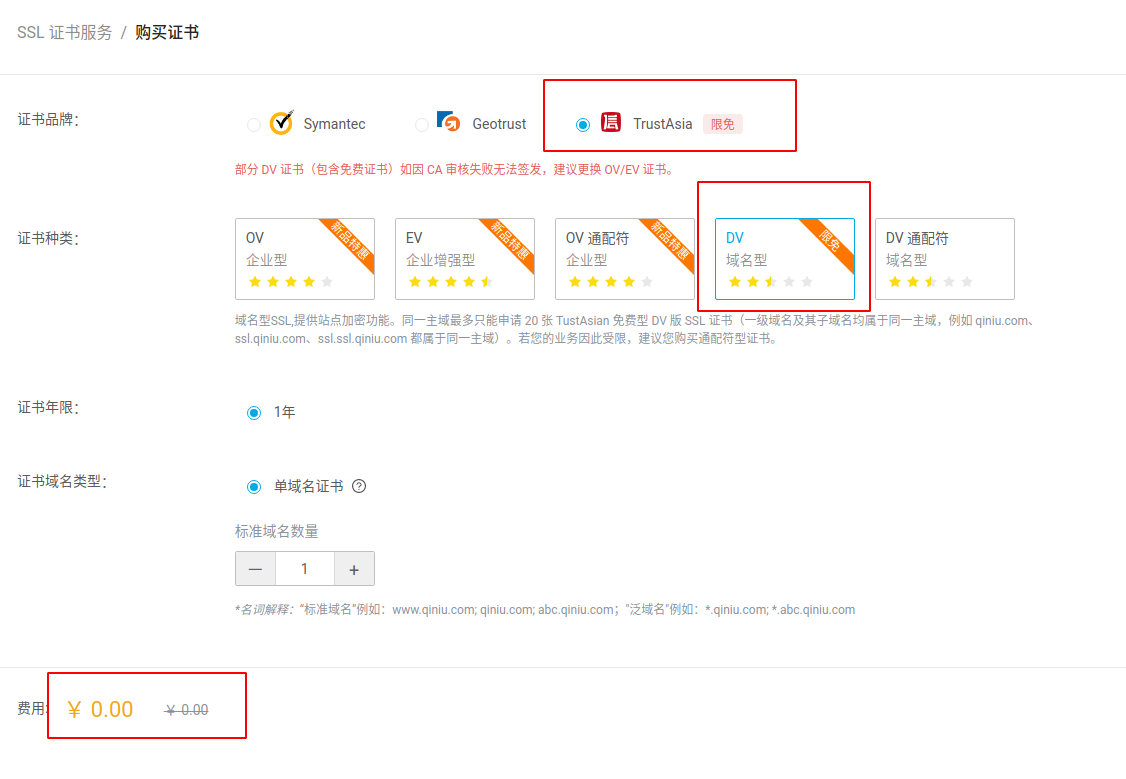 SSL 证书服务 / 购买证书
证书品牌：
Symantec
Geotrust
TrustAsia 限免
部分 DV 证书（包含免费证书）如因 CA 审核失败无法签发，建议更换 OV/EV 证书。
证书种类：
OV
企业型
新品特惠
EV
企业增强型
新品特惠
OV 通配符
企业型
新品特惠
DV
域名型
限免
DV 通配符
域名型
域名型SSL,提供站点加密功能。同一主域最多只能申请 20 张 TustAsian 免费型 DV 版 SSL 证书（一级域名及其子域名均属于同一主域，例如 qiniu.com、
ssl.qiniu.com、ssl.ssl.qiniu.com 都属于同一主域）。若您的业务因此受限，建议您购买通配符型证书。
证书年限：
1年
证书域名类型：
单域名证书 ?
标准域名数量
— 1 +
*名词解释：“标准域名”例如：www.qiniu.com; qiniu.com; abc.qiniu.com；"泛域名"例如：*.qiniu.com; *.abc.qiniu.com
费用：
¥ 0.00 ¥ 0.00